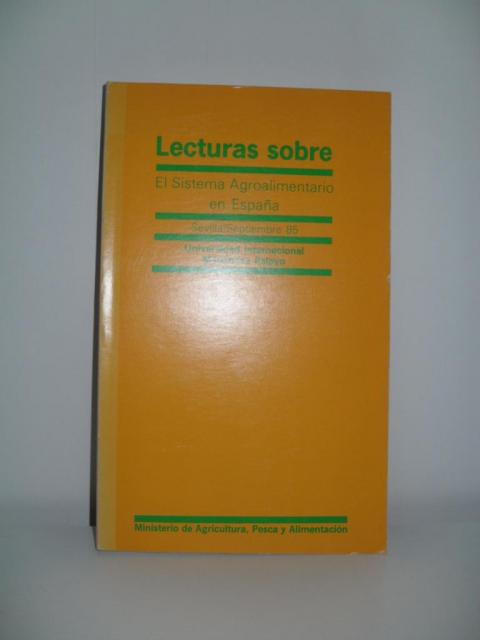 Lecturas sobre
El Sistema Agroalimentario
en España
Sevilla/Septiembre 85
Universidad Internacional
Menéndez Pelayo
Ministerio de Agricultura, Pesca y Alimentación